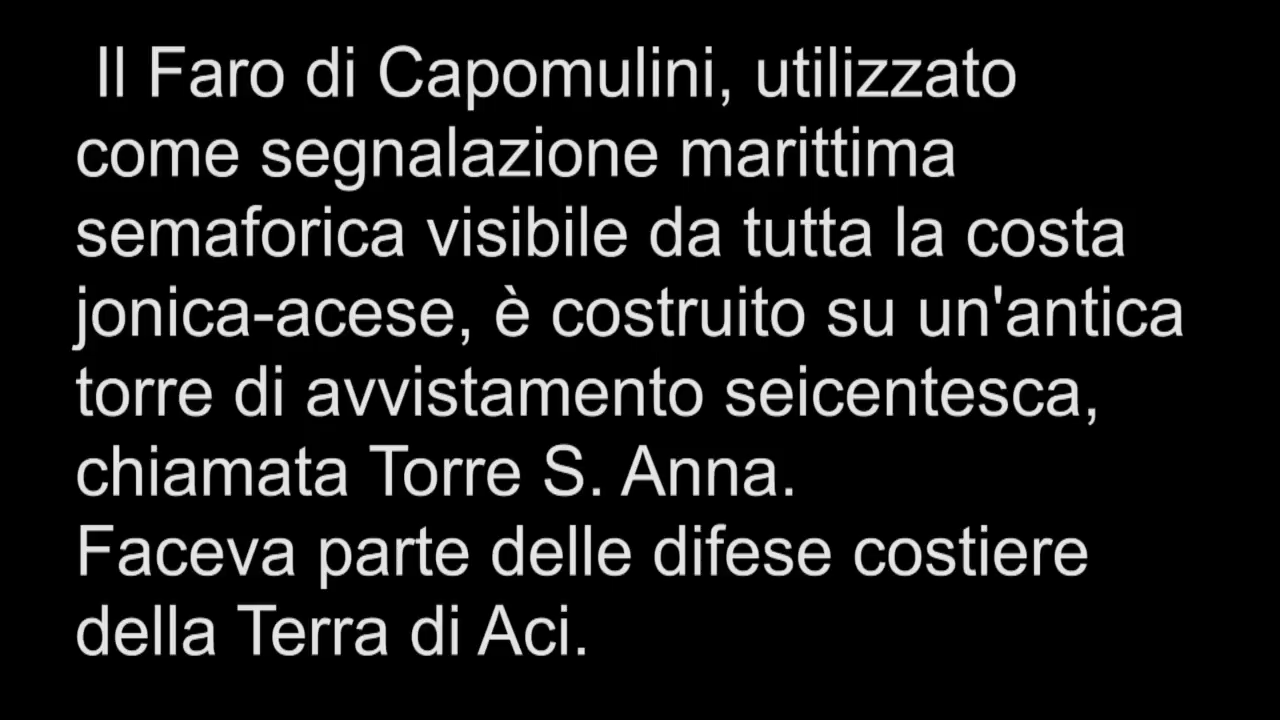 Il Faro di Capomulini, utilizzato
come segnalazione marittima
semaforica visibile da tutta la costa
jonica-acese, è costruito su un'antica
torre di avvistamento seicentesca,
chiamata Torre S. Anna.
Faceva parte delle difese costiere
della Terra di Aci.